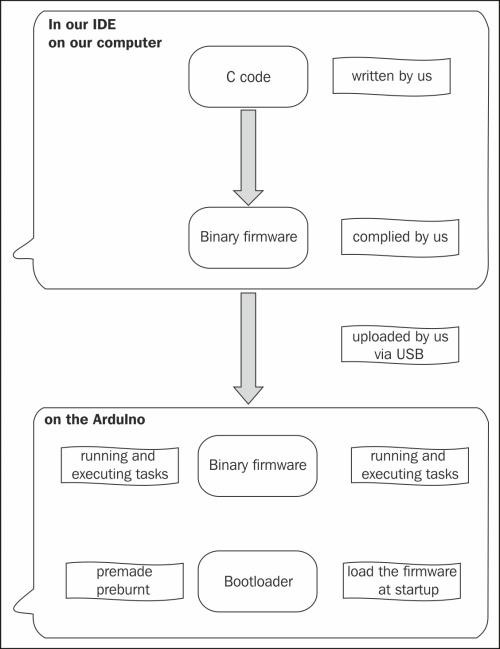 In our IDE
on our computer
C code
written by us
Binary firmware
complied by us
uploaded by us
via USB
on the Arduino
running and
executing tasks
Binary firmware
running and
executing tasks
premade
preburnt
Bootloader
load the firmware
at startup